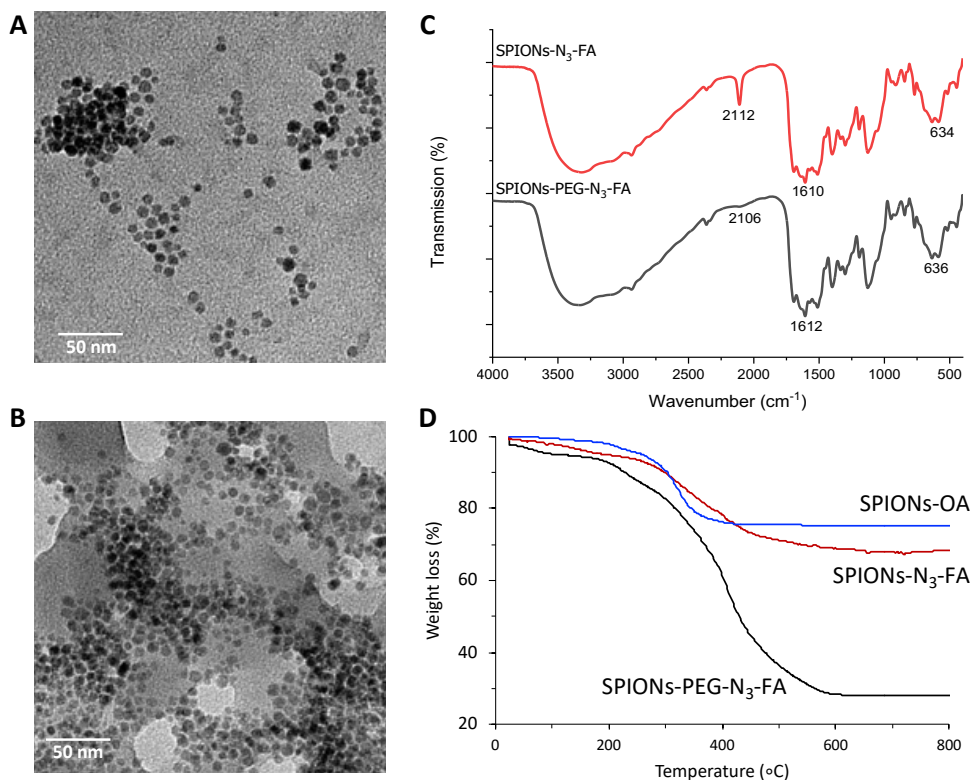 A
50 nm
B
50 nm
C
SPIONs-N₃-FA
2112
1610
634
SPIONs-PEG-N₃-FA
2106
1612
636
Transmission (%)
4000 3500 3000 2500 2000 1500 1000 500
Wavenumber (cm⁻¹)
D
100
80
60
40
20
Weight loss (%)
SPIONs-OA
SPIONs-N₃-FA
SPIONs-PEG-N₃-FA
0 200 400 600 800
Temperature (oC)